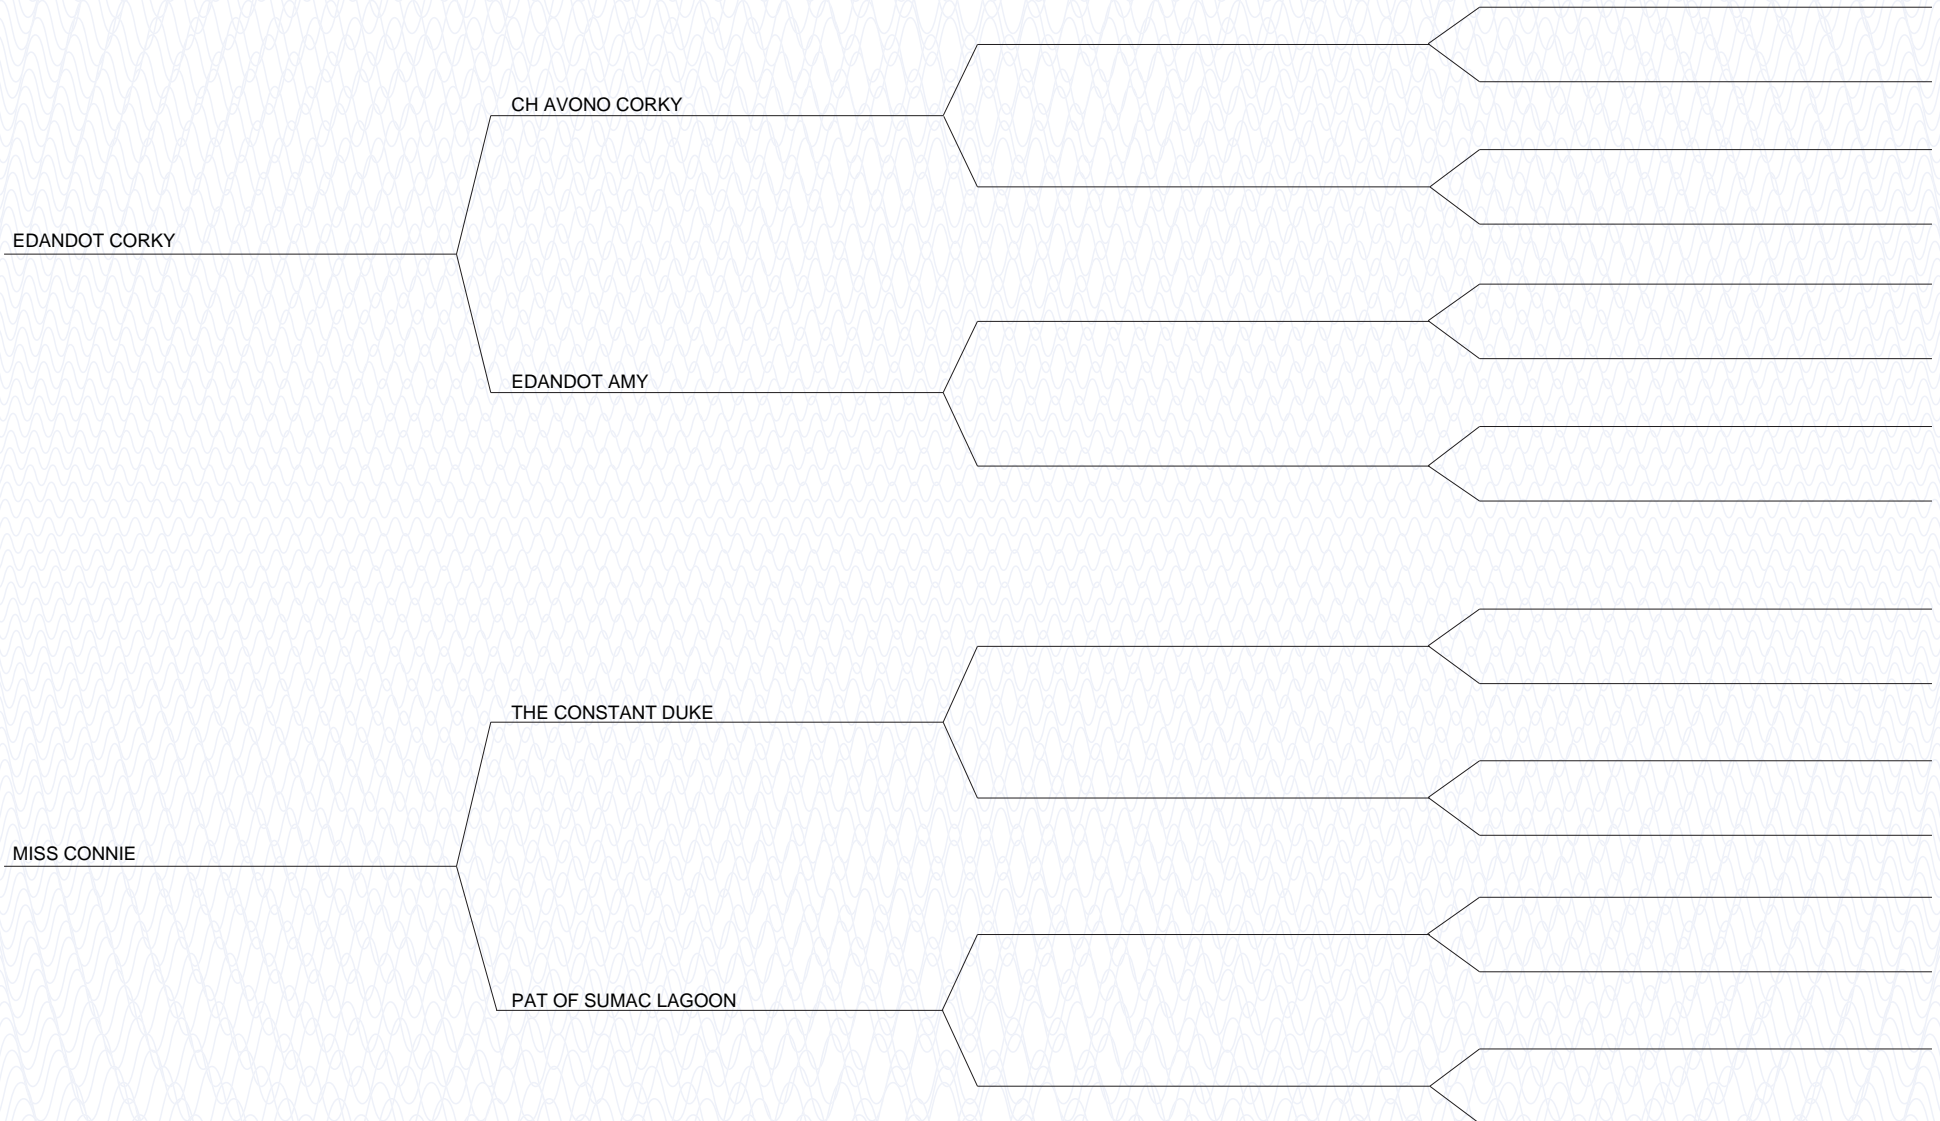 CH AVONO CORKY
EDANDOT CORKY
EDANDOT AMY
THE CONSTANT DUKE
MISS CONNIE
PAT OF SUMAC LAGOON